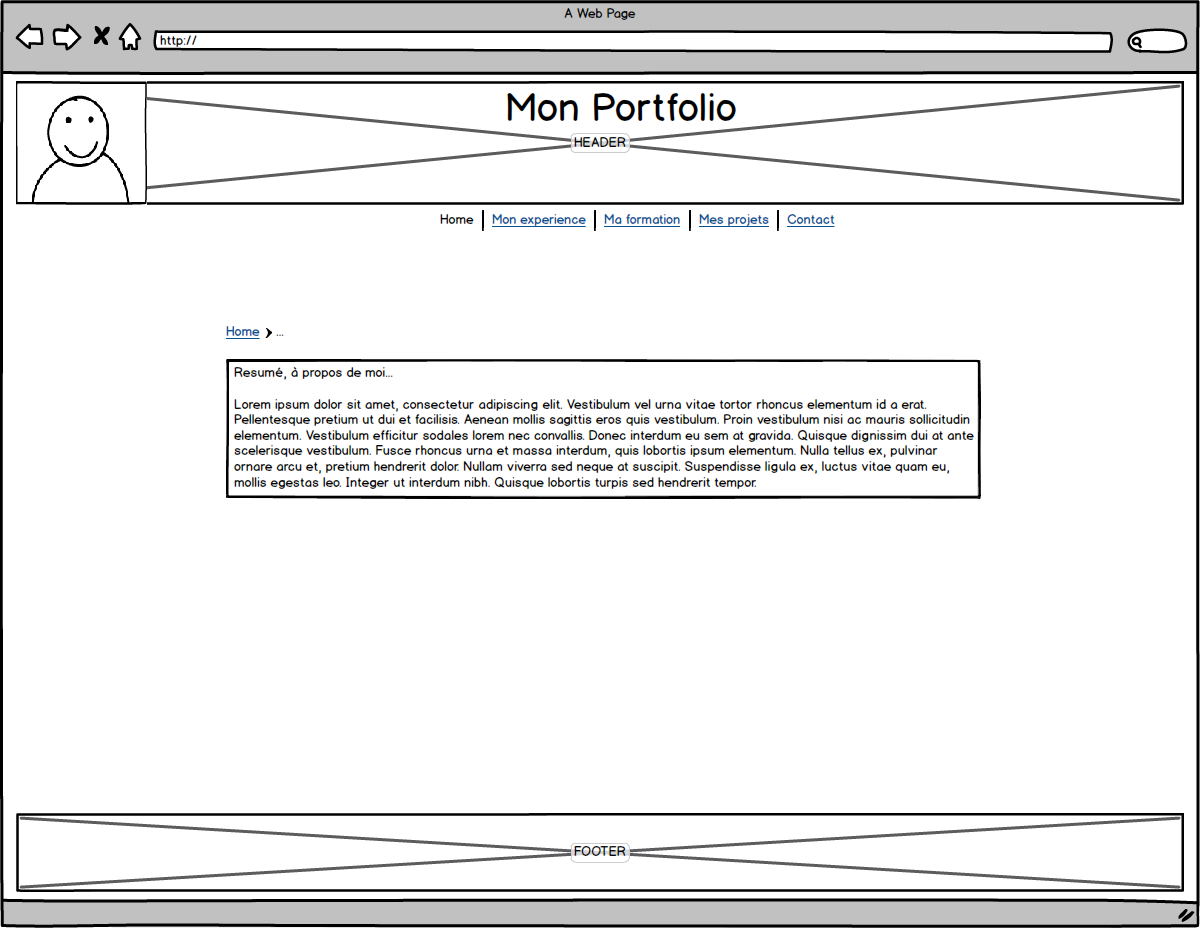 A Web Page
http://
Mon Portfolio
HEADER
Home Mon experience Ma formation Mes projets Contact
Home ...
Resumé, à propos de moi...
Lorem ipsum dolor sit amet, consectetur adipiscing elit. Vestibulum vel urna vitae tortor rhoncus elementum id a erat.
Pellentesque pretium ut dui et facilisis. Aenean mollis sagittis eros quis vestibulum. Proin vestibulum nisi ac mauris sollicitudin
elementum. Vestibulum efficitur sodales lorem nec convallis. Donec interdum eu sem at gravida. Quisque dignissim dui at ante
scelerisque vestibulum. Fusce rhoncus urna et massa interdum, quis lobortis ipsum elementum. Nulla tellus ex, pulvinar
ornare arcu et, pretium hendrerit dolor. Nullam viverra sed neque at suscipit. Suspendisse ligula ex, luctus vitae quam eu,
mollis egestas leo. Integer ut interdum nibh. Quisque lobortis turpis sed hendrerit tempor.
FOOTER